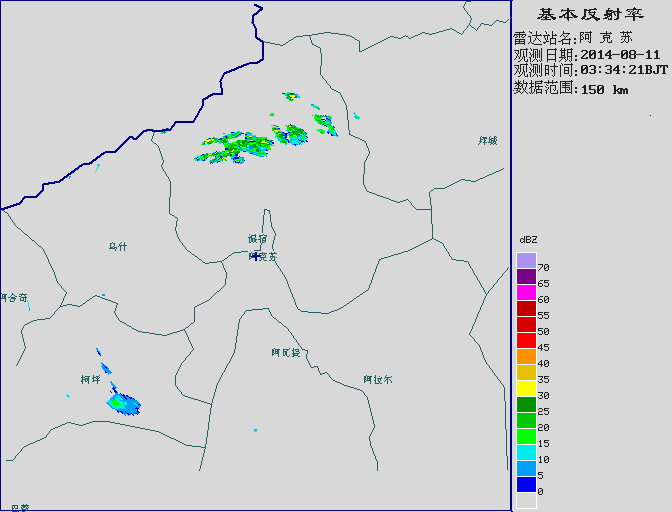 基本反射率
雷达站名:阿 克 苏
观测日期:2014-08-11
观测时间:03:34:21BJT
数据范围:150 km
拜城
乌什
温宿
阿克苏
阿合奇
阿瓦提
柯坪
阿拉尔
巴楚
dBZ
70
65
60
55
50
45
40
35
30
25
20
15
10
5
0